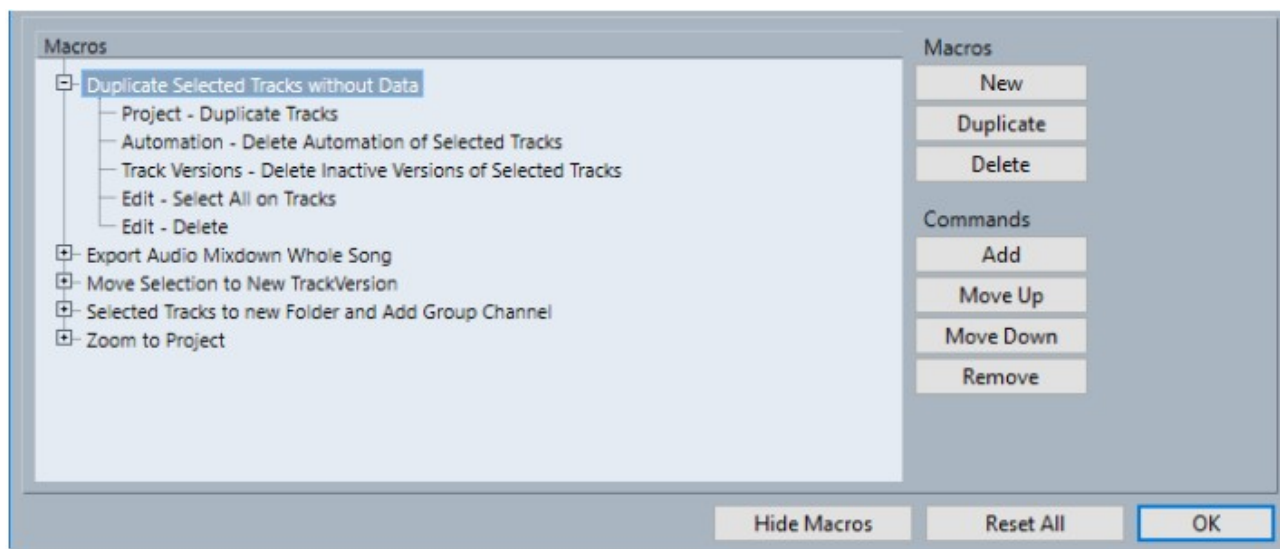 Macros
Duplicate Selected Tracks without Data
Project - Duplicate Tracks
Automation - Delete Automation of Selected Tracks
Track Versions - Delete Inactive Versions of Selected Tracks
Edit - Select All on Tracks
Edit - Delete
Export Audio Mixdown Whole Song
Move Selection to New TrackVersion
Selected Tracks to new Folder and Add Group Channel
Zoom to Project
Macros
New
Duplicate
Delete
Commands
Add
Move Up
Move Down
Remove
Hide Macros
Reset All
OK